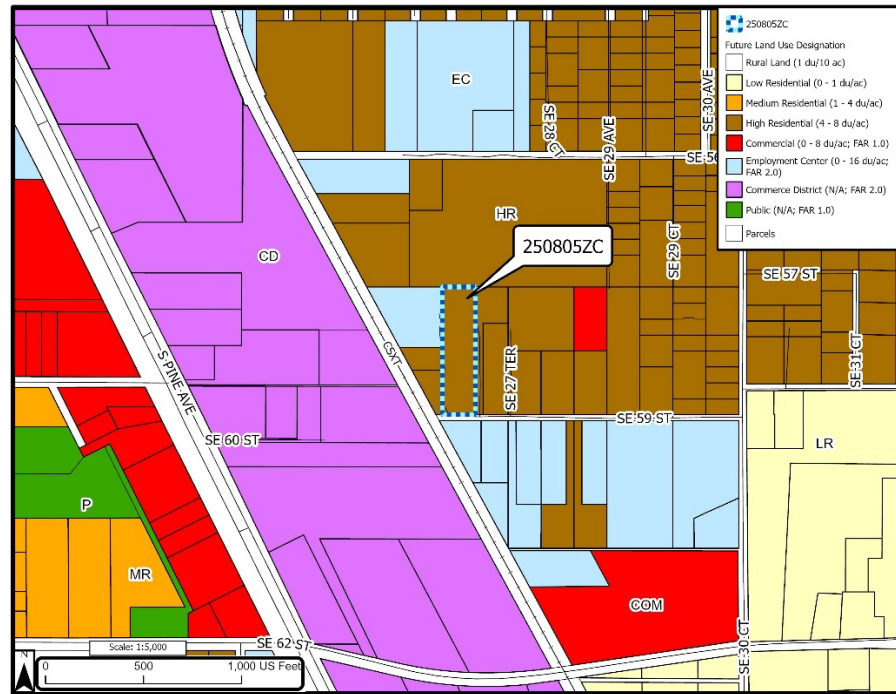 250805ZC
Future Land Use Designation
Rural Land (1 du/10 ac)
Low Residential (0 - 1 du/ac)
Medium Residential (1 - 4 du/ac)
High Residential (4 - 8 du/ac)
Commercial (0 - 8 du/ac; FAR 1.0)
Employment Center (0 - 16 du/ac;
FAR 2.0)
Commerce District (N/A; FAR 2.0)
Public (N/A; FAR 1.0)
Parcels
EC
SE 28 CT
SE 29 AVE
SE 30 AVE
SE 56
HR
CD
250805ZC
SE 29 CT
SE 57 ST
CSXT
SE 27 TER
SE 31 CT
S PINE AVE
SE 59 ST
SE 60 ST
LR
P
MR
COM
SE 62 ST
SE 30 CT
Scale: 1:5,000
N
0 500 1,000 US Feet